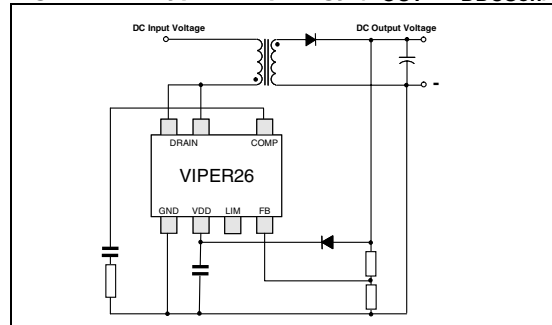 DC Input Voltage
DC Output Voltage
-
DRAIN
COMP
VIPER26
GND VDD LIM FB